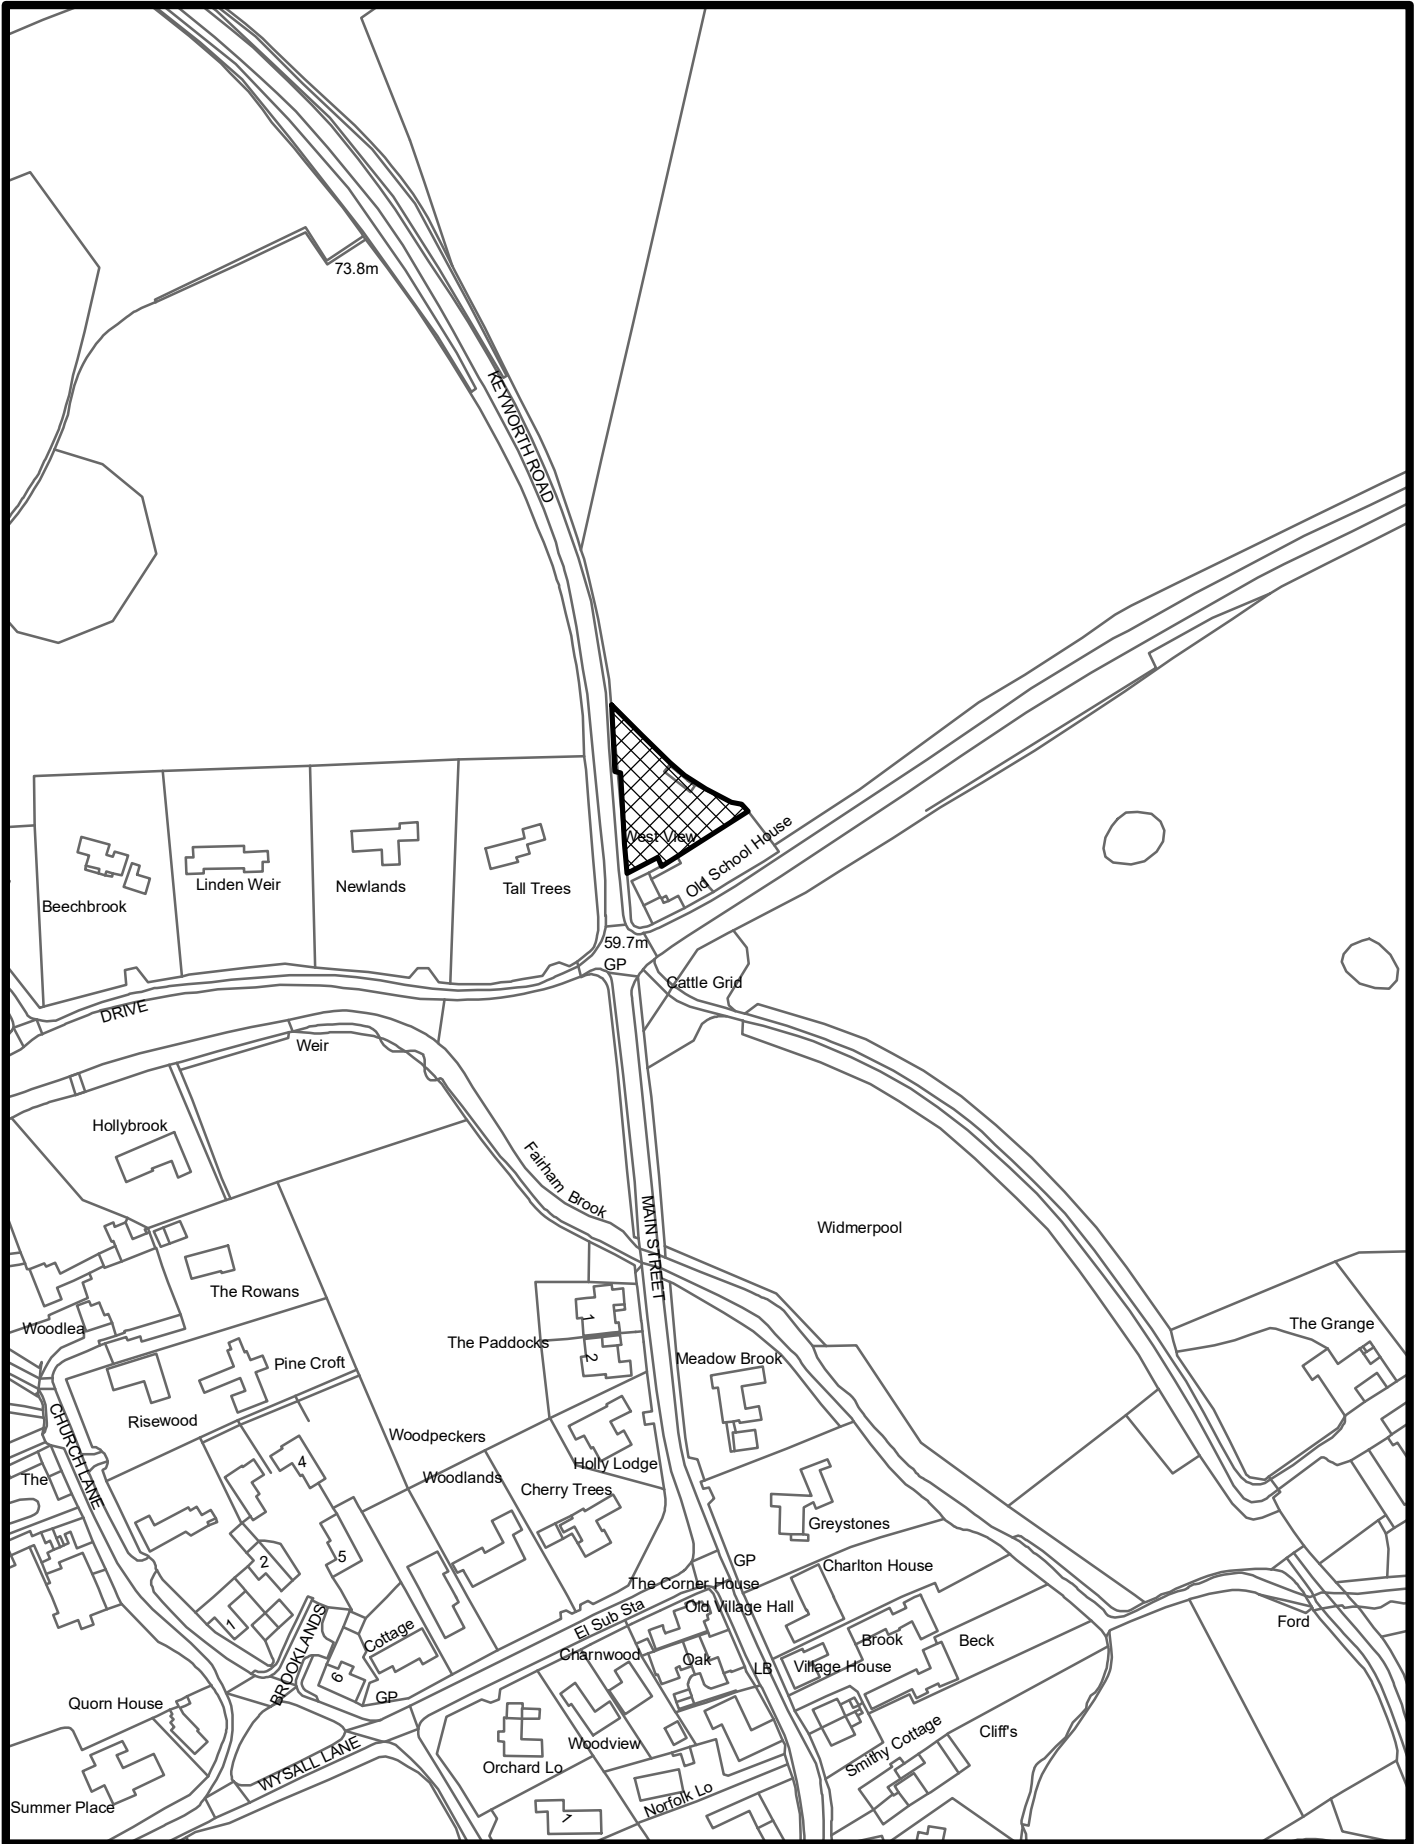 73.8m
KEYWORTH ROAD
West View
Old School House
Linden Weir
Newlands
Tall Trees
Beechbrook
59.7m
GP
Cattle Grid
DRIVE
Weir
Hollybrook
Fairham Brook
MAIN STREET
Widmerpool
The Rowans
Woodlea
The Paddocks
1
2
The Grange
Pine Croft
Meadow Brook
Risewood
CHURCH LANE
Woodpeckers
Woodlands
Holly Lodge
Cherry Trees
The
4
Greystones
5
2
GP
Charlton House
The Corner House
Old Village Hall
El Sub Sta
1
BROOKLANDS
Cottage
Charnwood
Oak
LB
Brook
Beck
Village House
Ford
6
GP
Quorn House
Woodview
Smithy Cottage
Cliff's
WYSALL LANE
Orchard Lo
Norfolk Lo
Summer Place
1